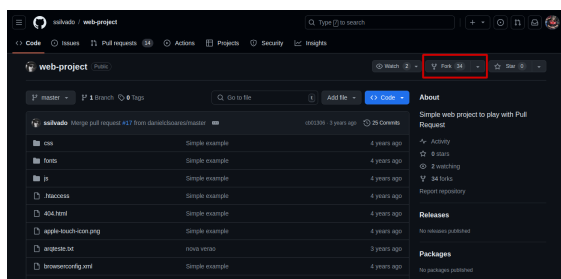 ssilvado / web-project
Type / to search
Code Issues Pull requests 14 Actions Projects Security Insights
web-project Public
Watch 2 Fork 34 Star 0
master 1 Branch 0 Tags Go to file t Add file Code
ssilvado Merge pull request #17 from danielclsoares/master 3 years ago 25 Commits
css Simple example 4 years ago
fonts Simple example 4 years ago
js Simple example 4 years ago
.htaccess Simple example 4 years ago
404.html Simple example 4 years ago
apple-touch-icon.png Simple example 4 years ago
arqteste.txt nova verao 3 years ago
browserconfig.xml Simple example 4 years ago
About
Simple web project to play with Pull
Request
Activity
0 stars
2 watching
34 forks
Report repository
Releases
No releases published
Packages
No packages published